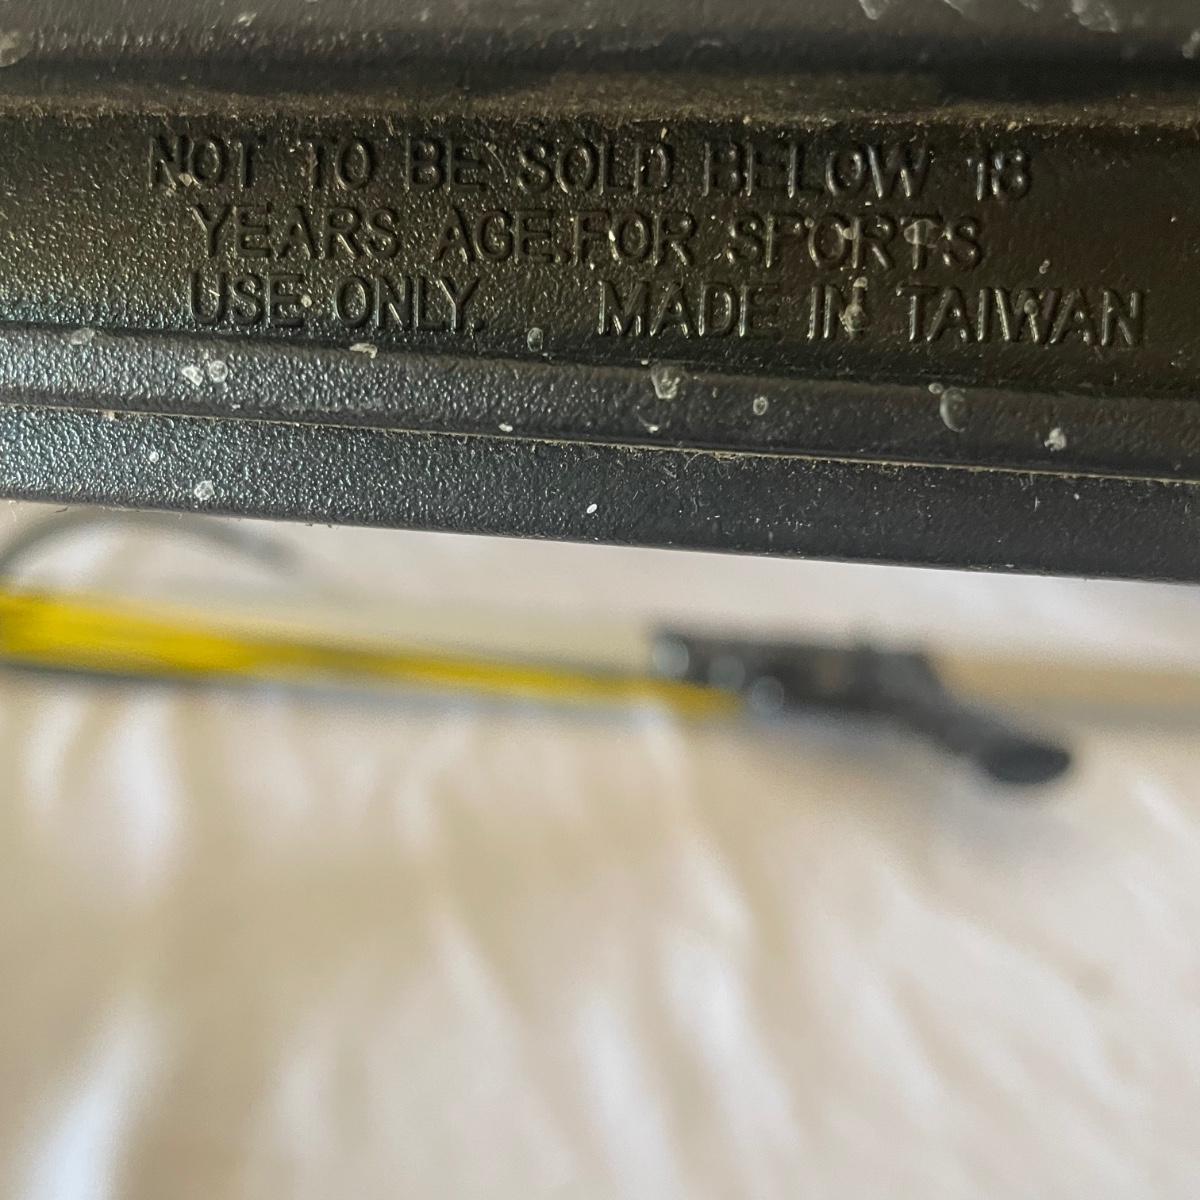 NOT TO BE SOLD BELOW 18
YEARS AGE.FOR SPORTS
USE ONLY. MADE IN TAIWAN